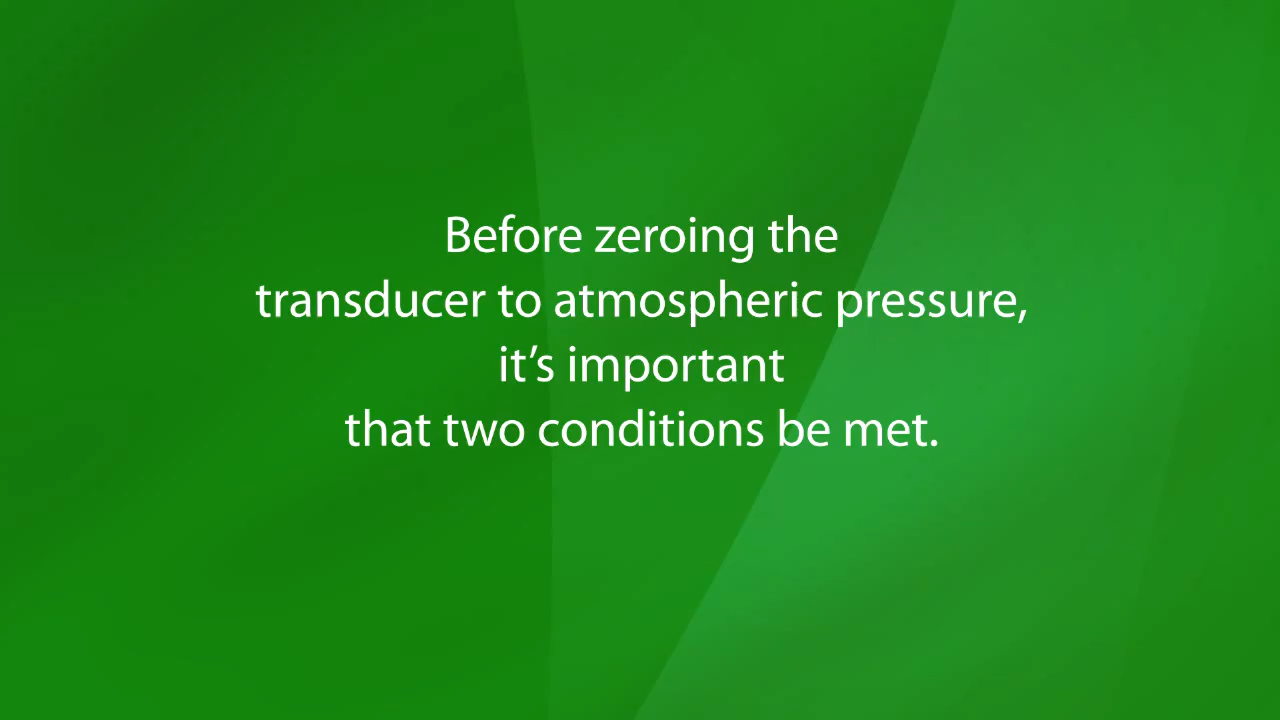 Before zeroing the
transducer to atmospheric pressure,
it’s important
that two conditions be met.